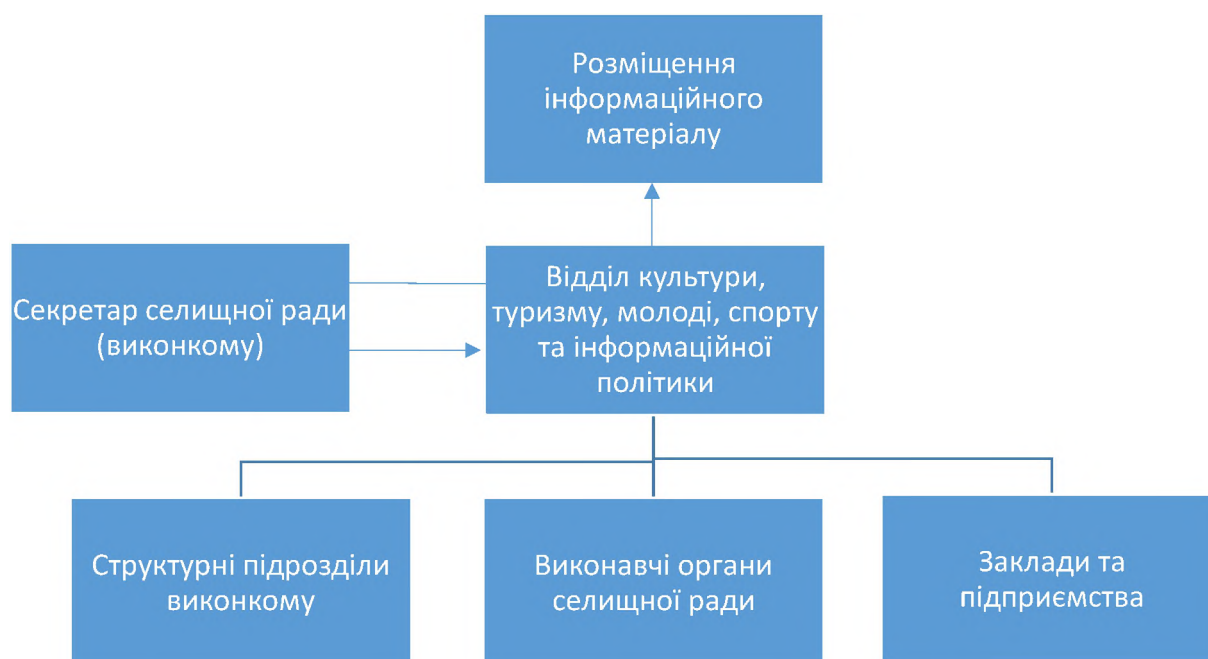 Розміщення
інформаційного
матеріалу
Секретар селищної ради
(виконкому)
Відділ культури,
туризму, молоді, спорту
та інформаційної
політики
Структурні підрозділи
виконкому
Виконавчі органи
селищної ради
Заклади та
підприємства